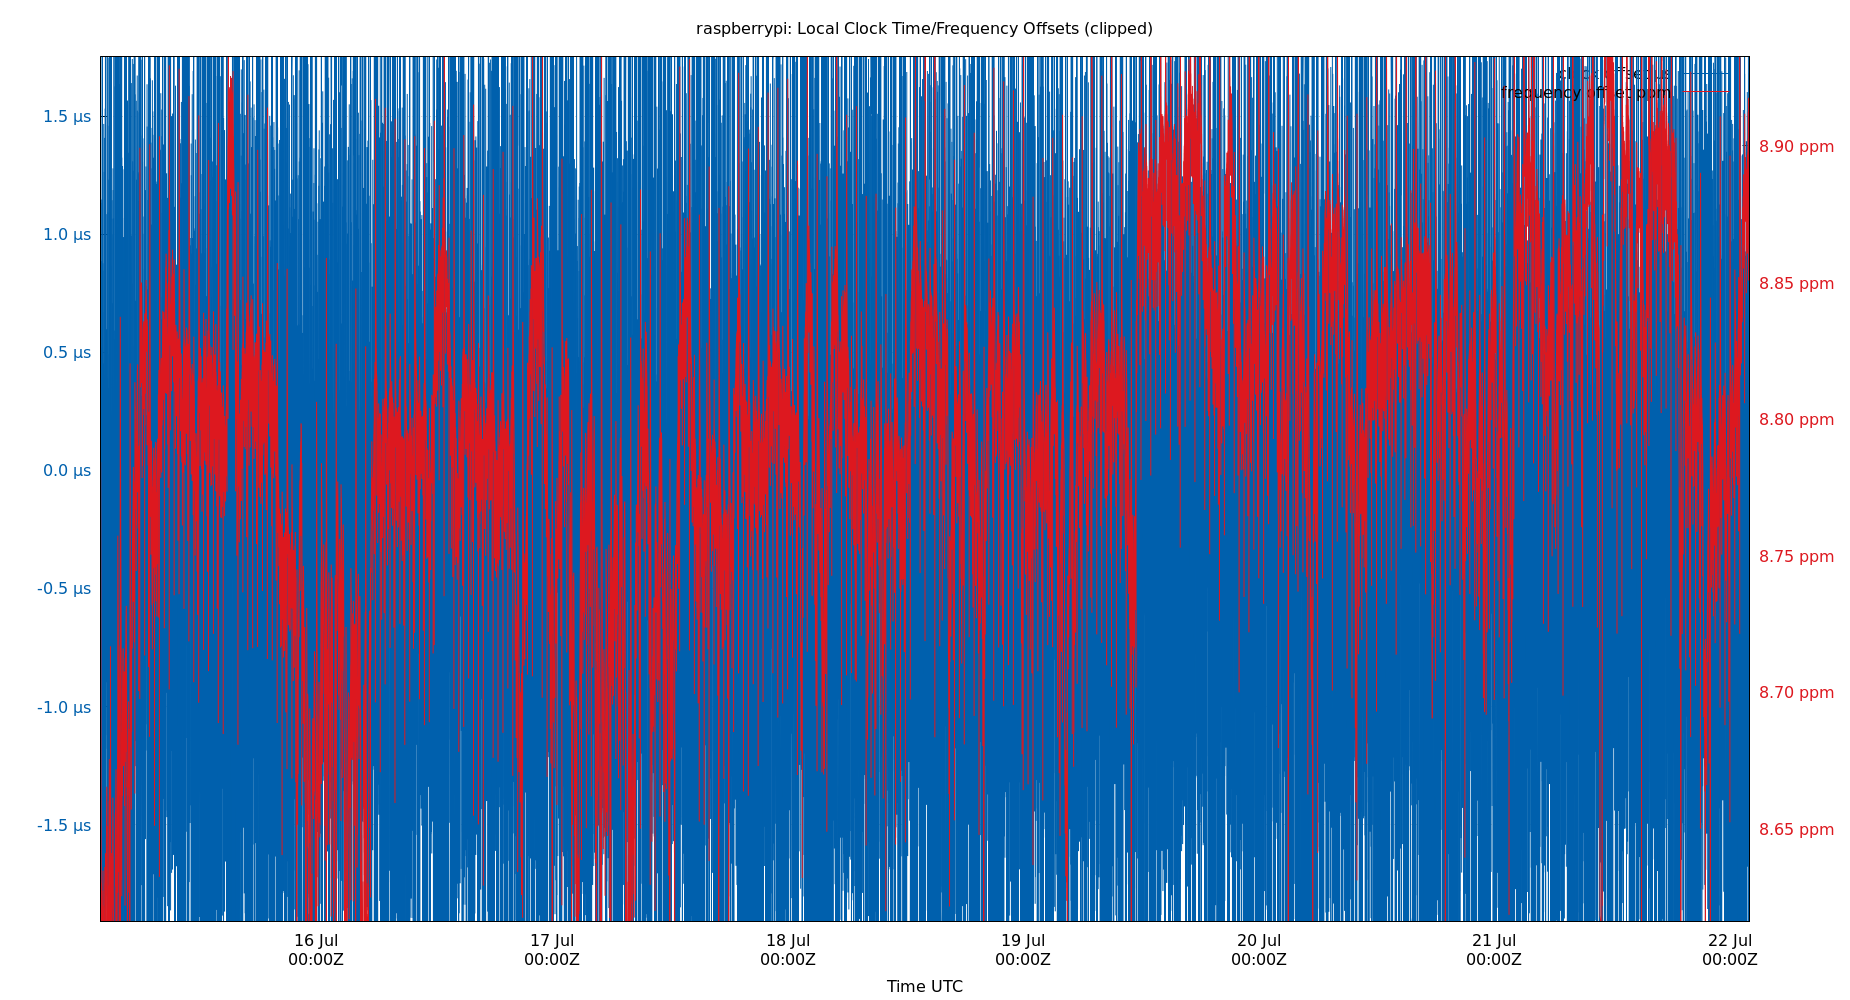 raspberrypi: Local Clock Time/Frequency Offsets (clipped)
clock offset µs
frequency offset ppm
1.5 µs
1.0 µs
0.5 µs
0.0 µs
-0.5 µs
-1.0 µs
-1.5 µs
8.90 ppm
8.85 ppm
8.80 ppm
8.75 ppm
8.70 ppm
8.65 ppm
16 Jul 17 Jul 18 Jul 19 Jul 20 Jul 21 Jul 22 Jul
00:00Z 00:00Z 00:00Z 00:00Z 00:00Z 00:00Z 00:00Z
Time UTC